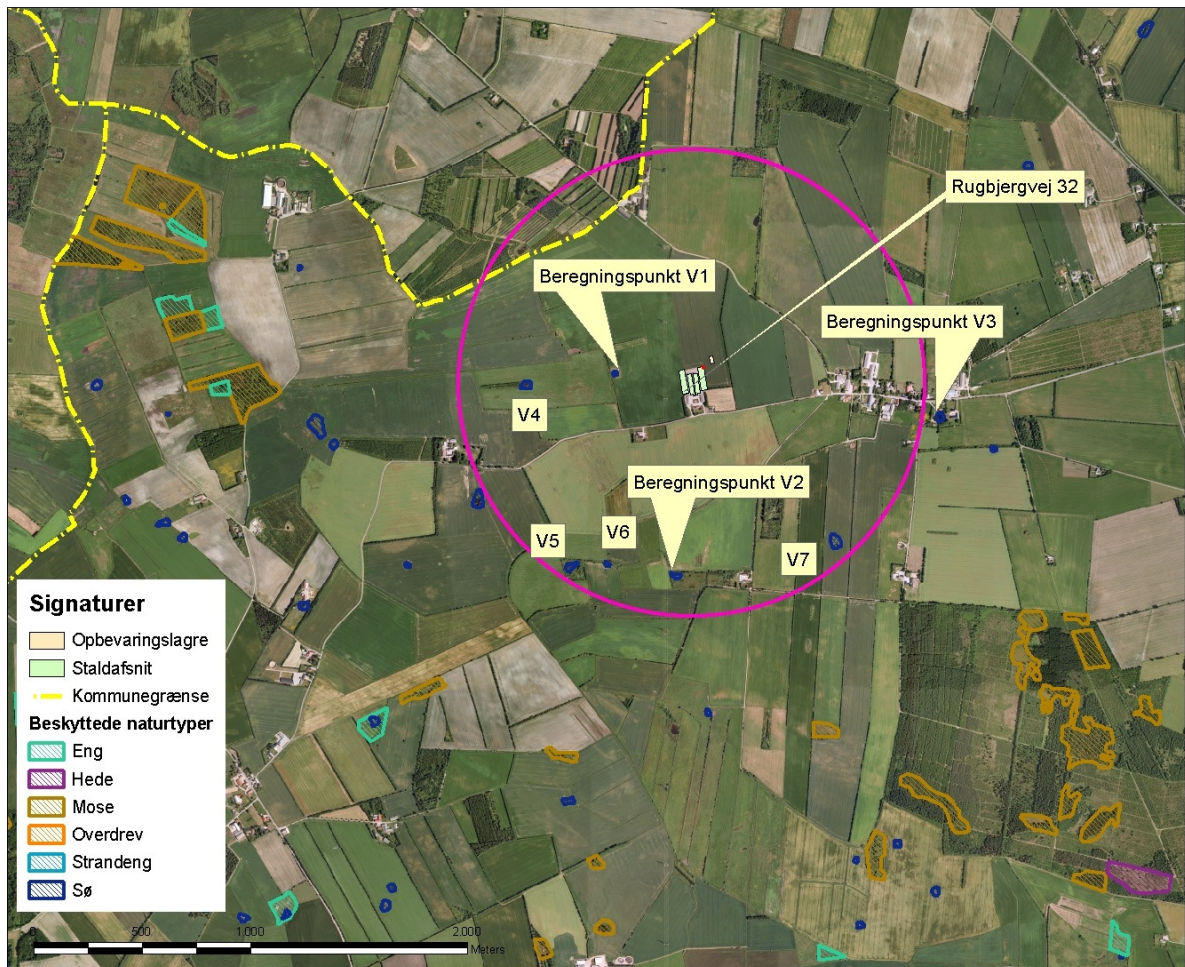 Rugbjergvej 32
Beregningspunkt V1
Beregningspunkt V3
V4
Beregningspunkt V2
V6
V5
V7
Signaturer
Opbevaringslagre
Staldafsnit
Kommunegrænse
Beskyttede naturtyper
Eng
Hede
Mose
Overdrev
Strandeng
Sø
0 500 1.000 2.000
Meters